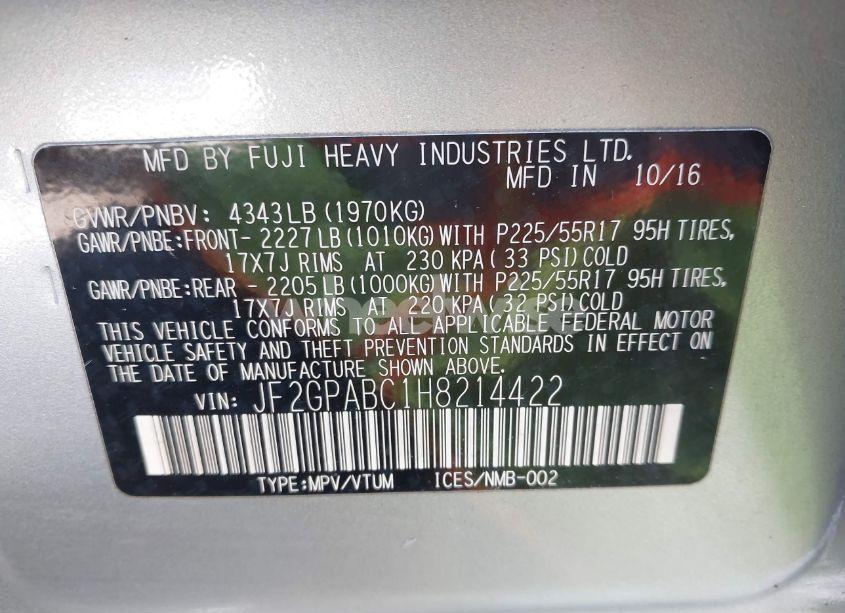 MFD BY FUJI HEAVY INDUSTRIES LTD.
MFD IN 10/16
GVWR/PNBV: 4343LB (1970KG)
GAWR/PNBE:FRONT- 2227LB (1010KG) WITH P225/55R17 95H TIRES,
17X7J RIMS AT 230 KPA ( 33 PSI) COLD
GAWR/PNBE:REAR 2205LB (1000KG) WITH P225/55R17 95H TIRES,
17X7J RIMS AT 220 KPA (32 PSI) COLD
THIS VEHICLE CONFORMS TO ALL APPLICABLE FEDERAL MOTOR
VEHICLE SAFETY AND THEFT PREVENTION STANDARDS IN EFFECT ON
THE DATE OF MANUFACTURE SHOWN ABOVE.
VIN: JF2GPABC1H8214422
TYPE:MPV/VTUM ICES/NMB-002